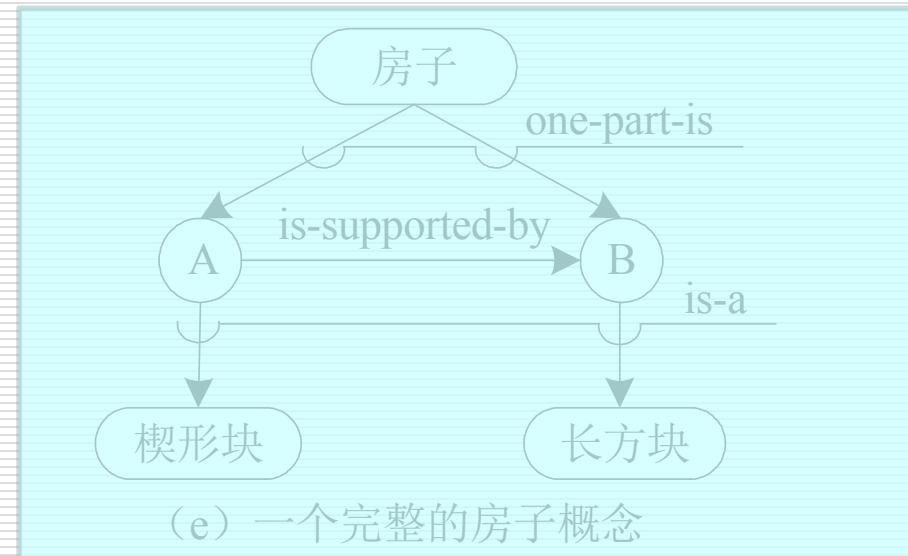 房子
one-part-is
is-supported-by
A
B
is-a
楔形块
长方块
（e）一个完整的房子概念